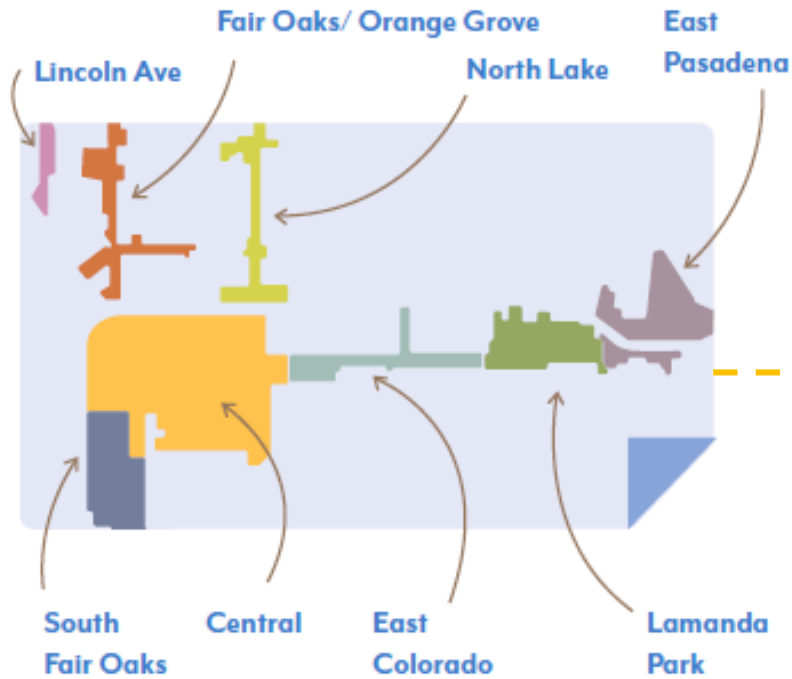 Fair Oaks/ Orange Grove
East
Pasadena
Lincoln Ave
North Lake
South
Fair Oaks
Central
East
Colorado
Lamanda
Park